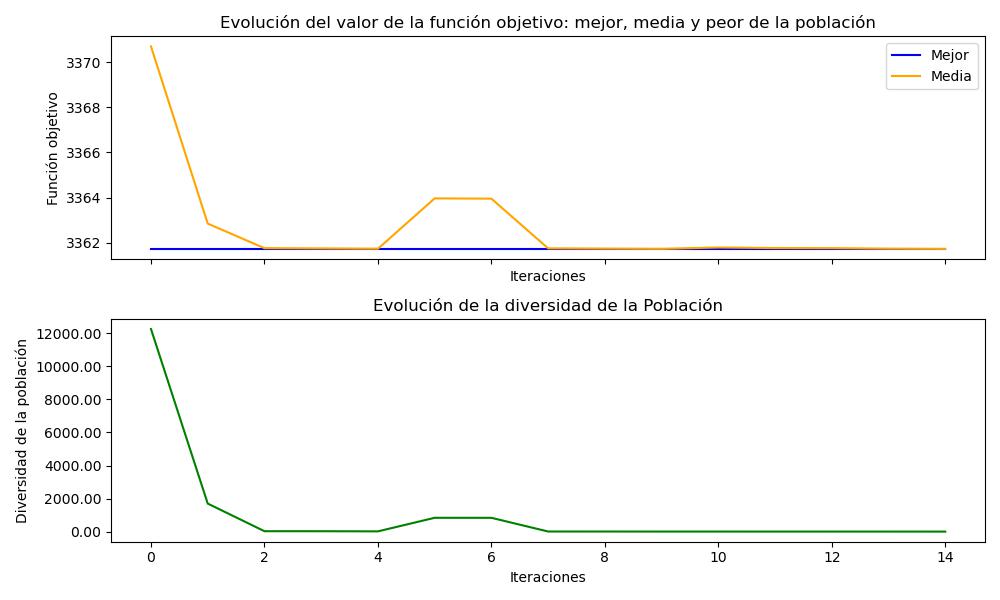 Evolución del valor de la función objetivo: mejor, media y peor de la población
Función objetivo
3370
3368
3366
3364
3362
Mejor
Media
Iteraciones
Evolución de la diversidad de la Población
Diversidad de la población
12000.00
10000.00
8000.00
6000.00
4000.00
2000.00
0.00
0 2 4 6 8 10 12 14
Iteraciones